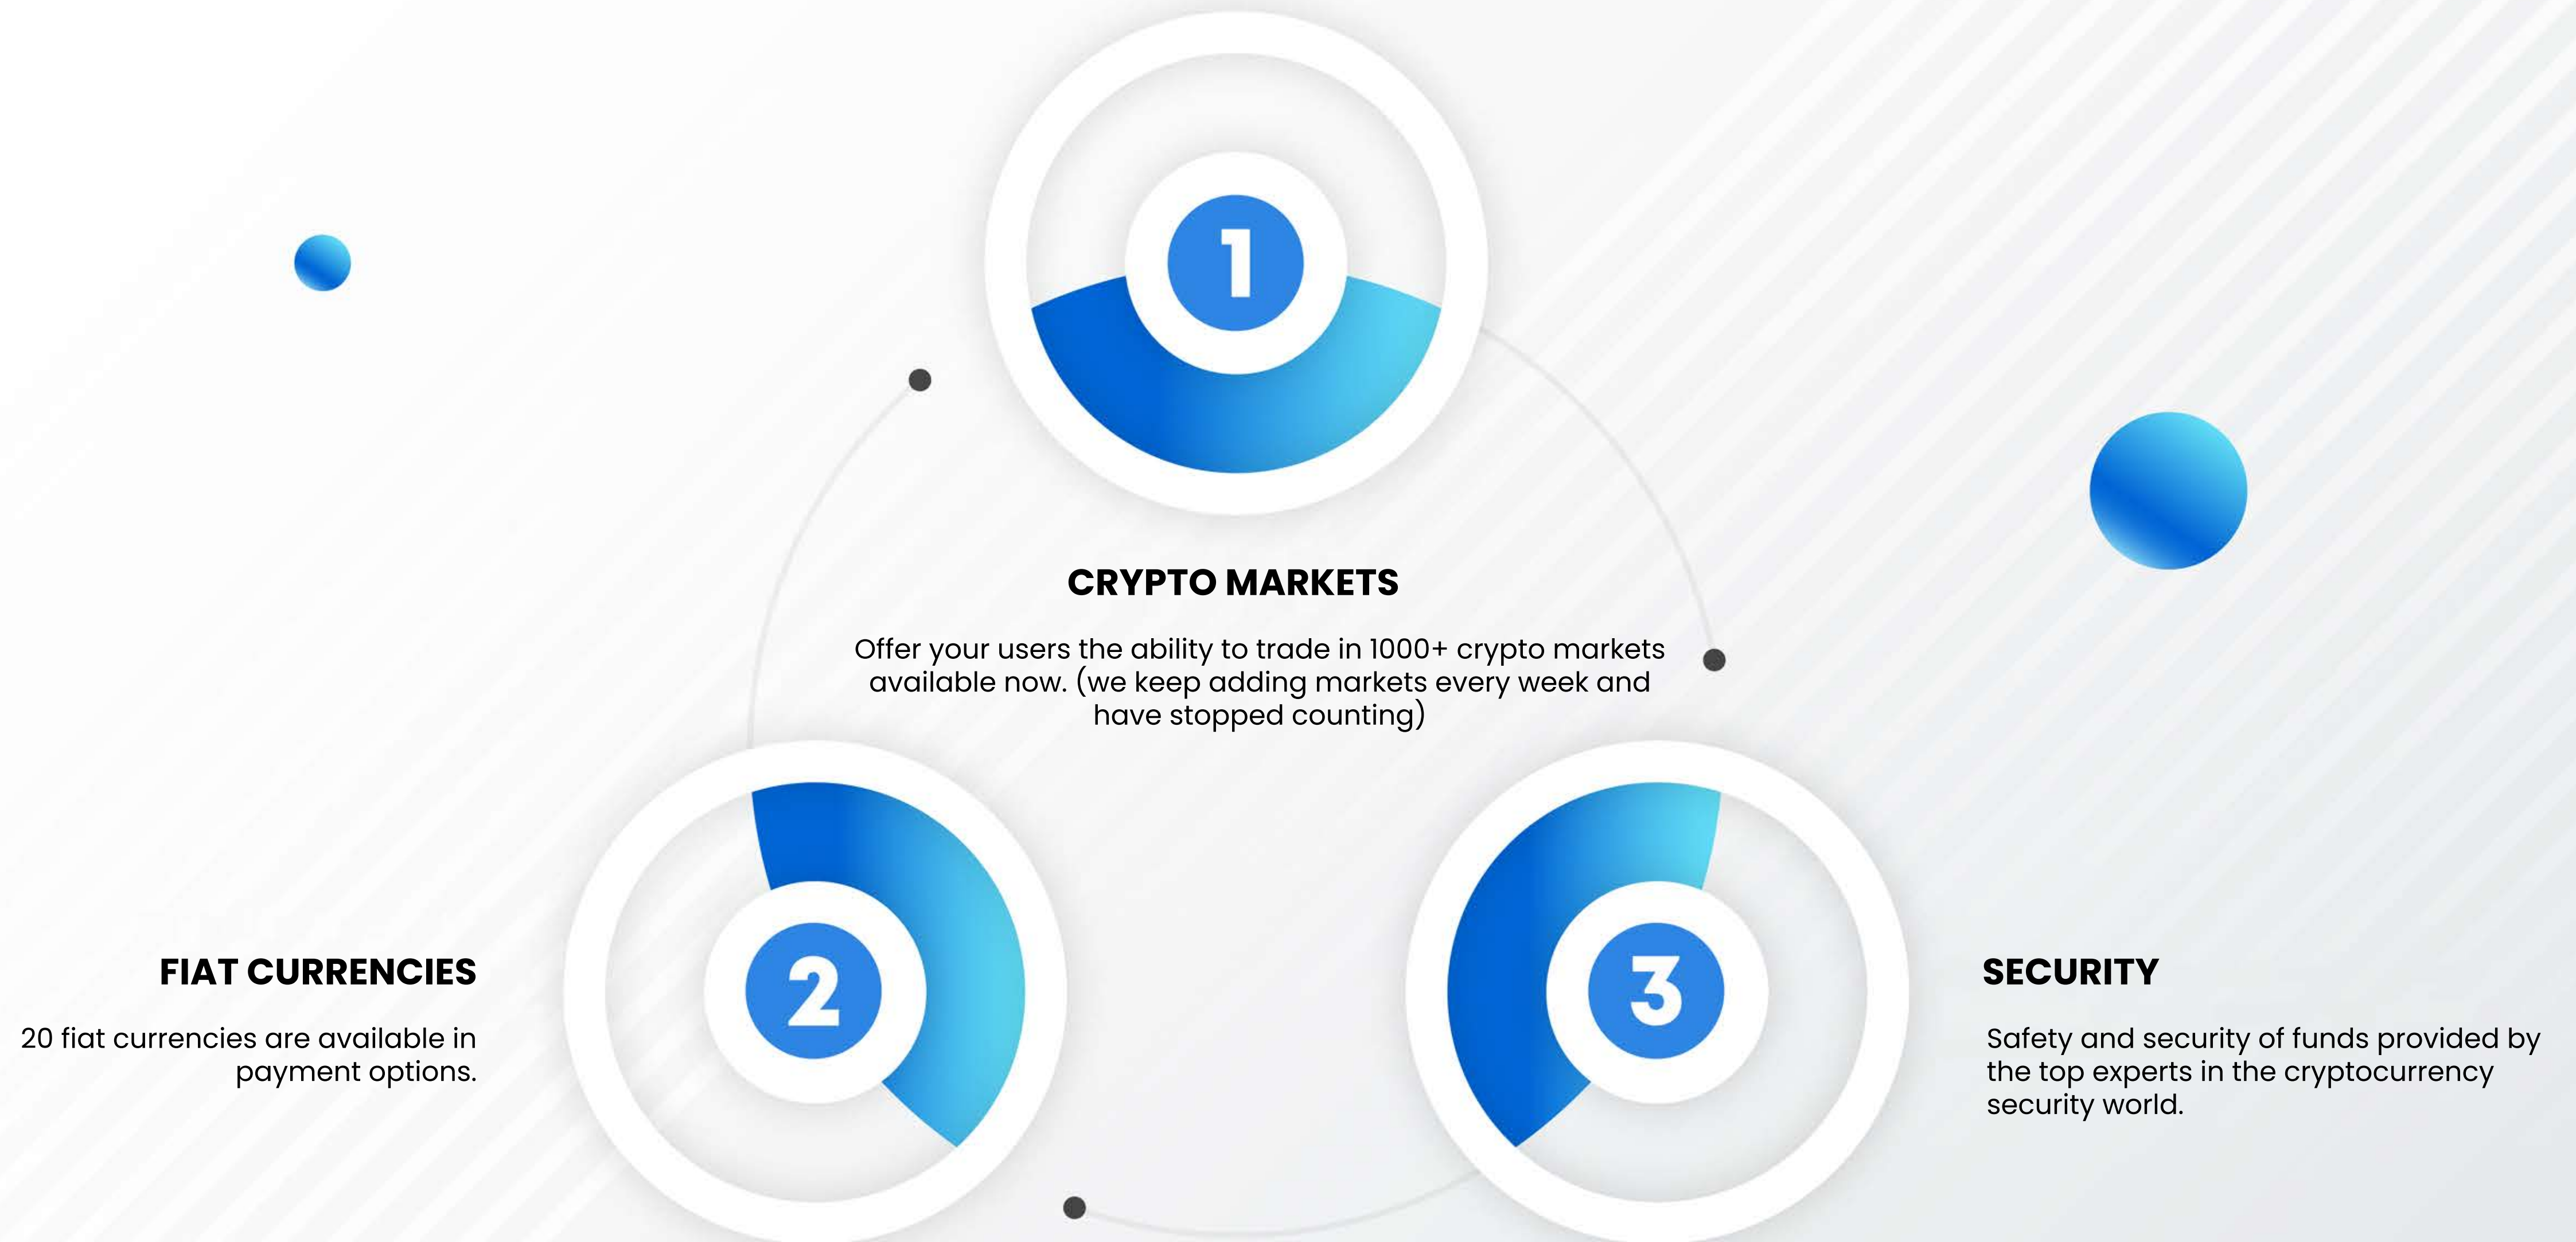 1
CRYPTO MARKETS
Offer your users the ability to trade in 1000+ crypto markets
available now. (we keep adding markets every week and
have stopped counting)
2
FIAT CURRENCIES
20 fiat currencies are available in
payment options.
3
SECURITY
Safety and security of funds provided by
the top experts in the cryptocurrency
security world.